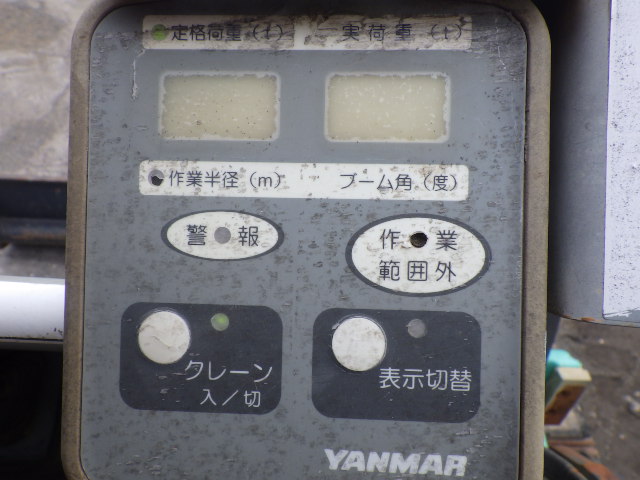 定格荷重（t） 実荷重（t）
作業半径（m） ブーム角（度）
警報
作業
範囲外
クレーン
入／切
表示切替
YANMAR